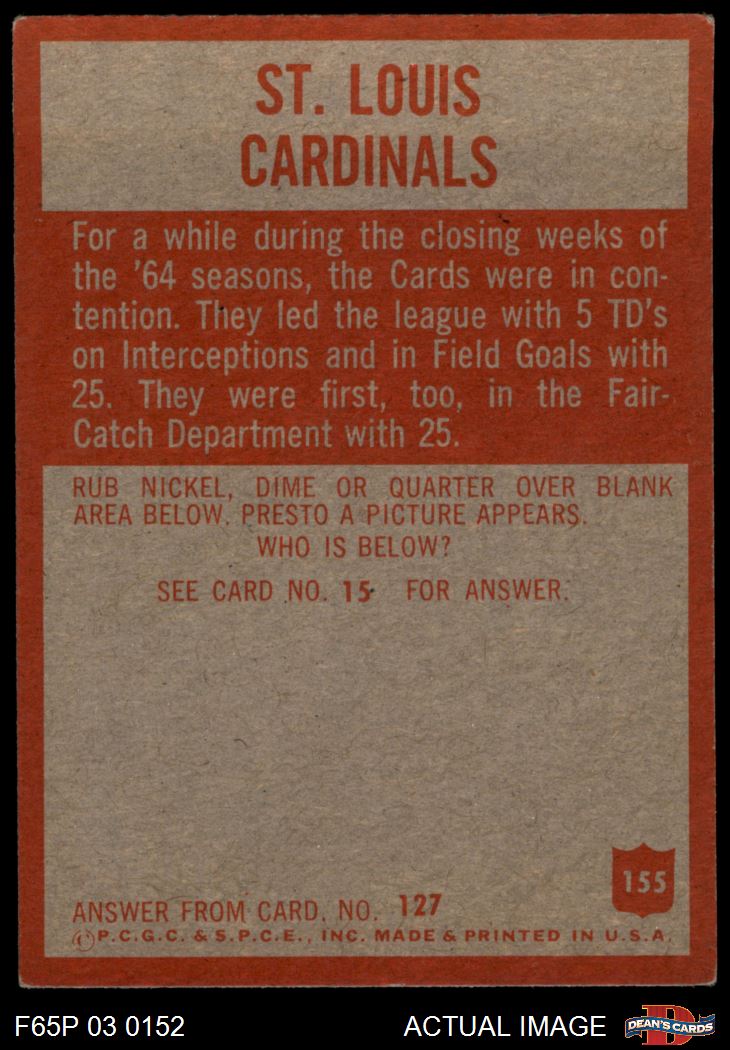 ST. LOUIS
CARDINALS
For a while during the closing weeks of
the '64 seasons, the Cards were in con-
tention. They led the league with 5 TD's
on Interceptions and in Field Goals with
25. They were first, too, in the Fair-
Catch Department with 25.
RUB NICKEL, DIME OR QUARTER OVER BLANK
AREA BELOW. PRESTO A PICTURE APPEARS.
WHO IS BELOW?
SEE CARD NO. 15 FOR ANSWER.
155
ANSWER FROM CARD. NO. 127
©P.C.G.C. & S.P.C.E., INC. MADE & PRINTED IN U.S.A.
F65P 03 0152
ACTUAL IMAGE
D
DEAN'S CARDS